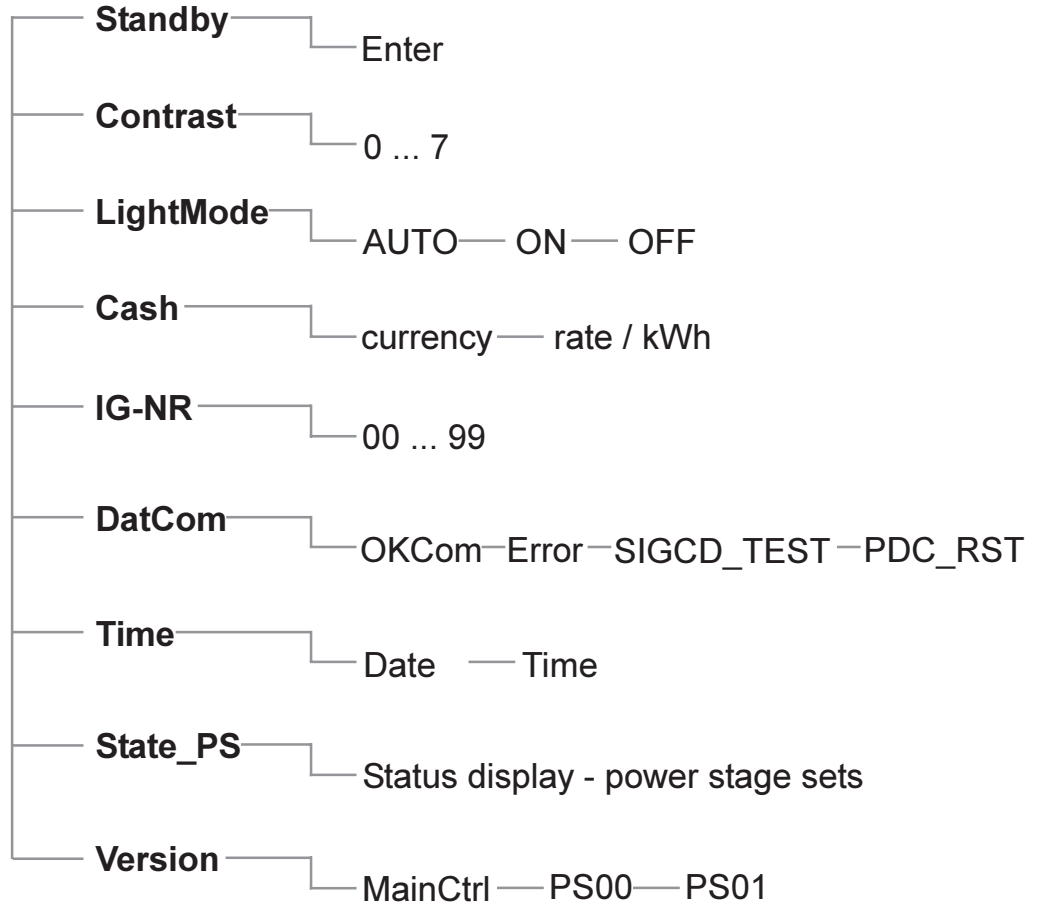 Standby
Enter
Contrast
0 ... 7
LightMode
AUTO ON OFF
Cash
currency rate / kWh
IG-NR
00 ... 99
DatCom
OKCom Error SIGCD_TEST PDC_RST
Time
Date Time
State_PS
Status display - power stage sets
Version
MainCtrl PS00 PS01